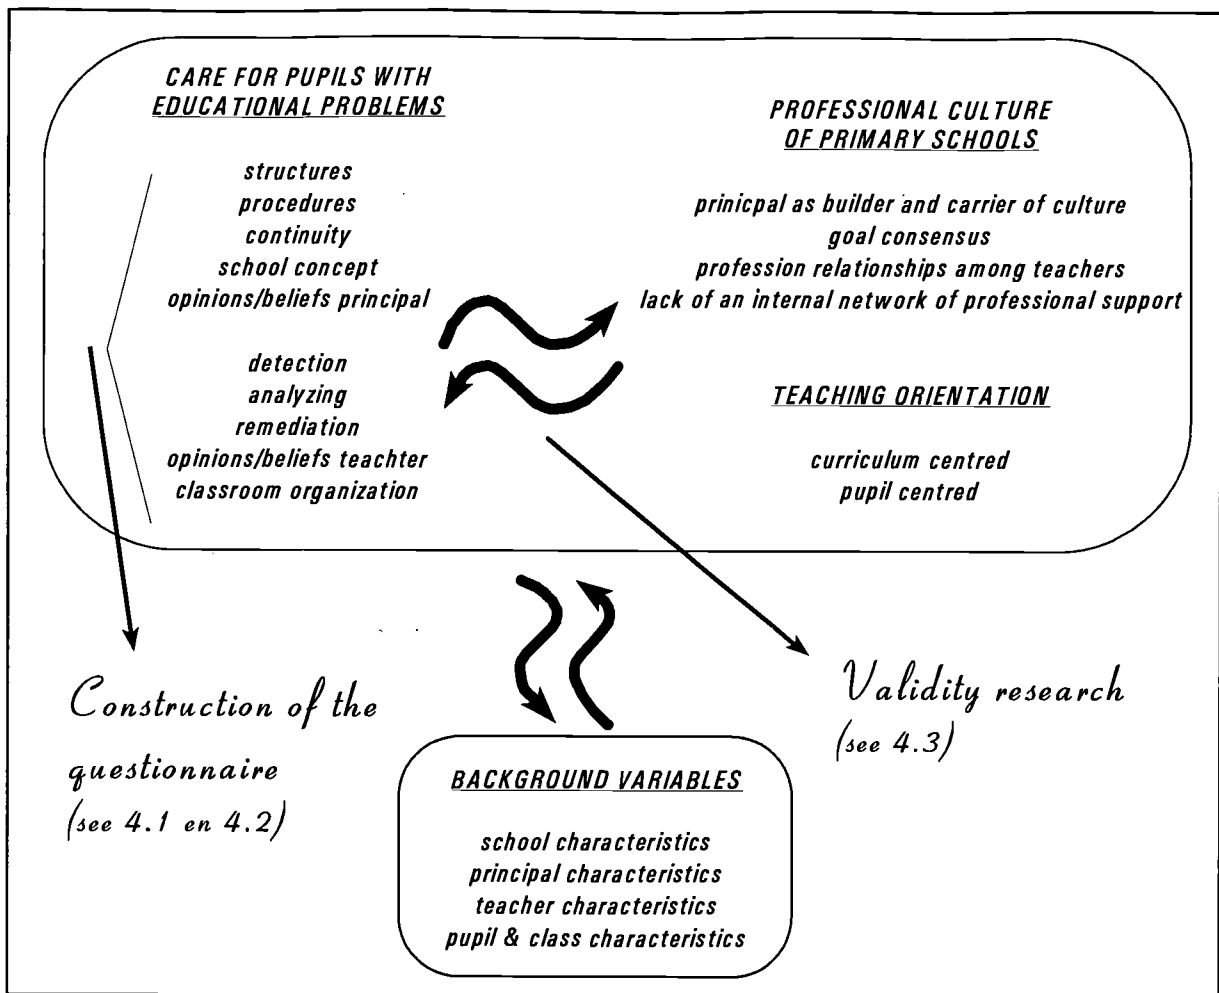 CARE FOR PUPILS WITH
EDUCATIONAL PROBLEMS
structures
procedures
continuity
school concept
opinions/beliefs principal
detection
analyzing
remediation
opinions/beliefs teachter
classroom organization
PROFESSIONAL CULTURE
OF PRIMARY SCHOOLS
prinicpal as builder and carrier of culture
goal consensus
profession relationships among teachers
lack of an internal network of professional support
TEACHING ORIENTATION
curriculum centred
pupil centred
Construction of the
questionnaire
(see 4.1 en 4.2)
Validity research
(see 4.3)
BACKGROUND VARIABLES
school characteristics
principal characteristics
teacher characteristics
pupil & class characteristics